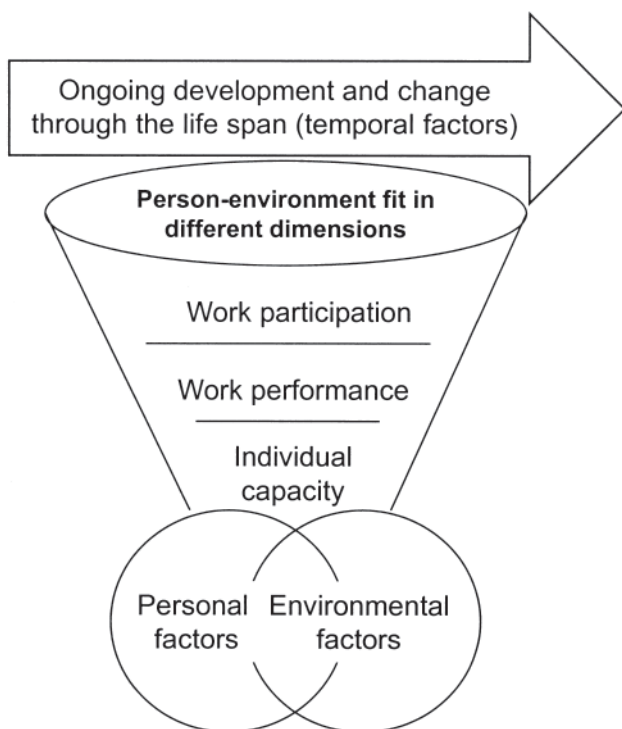 Ongoing development and change
through the life span (temporal factors)
Person-environment fit in
different dimensions
Work participation
Work performance
Individual
capacity
Personal
factors
Environmental
factors